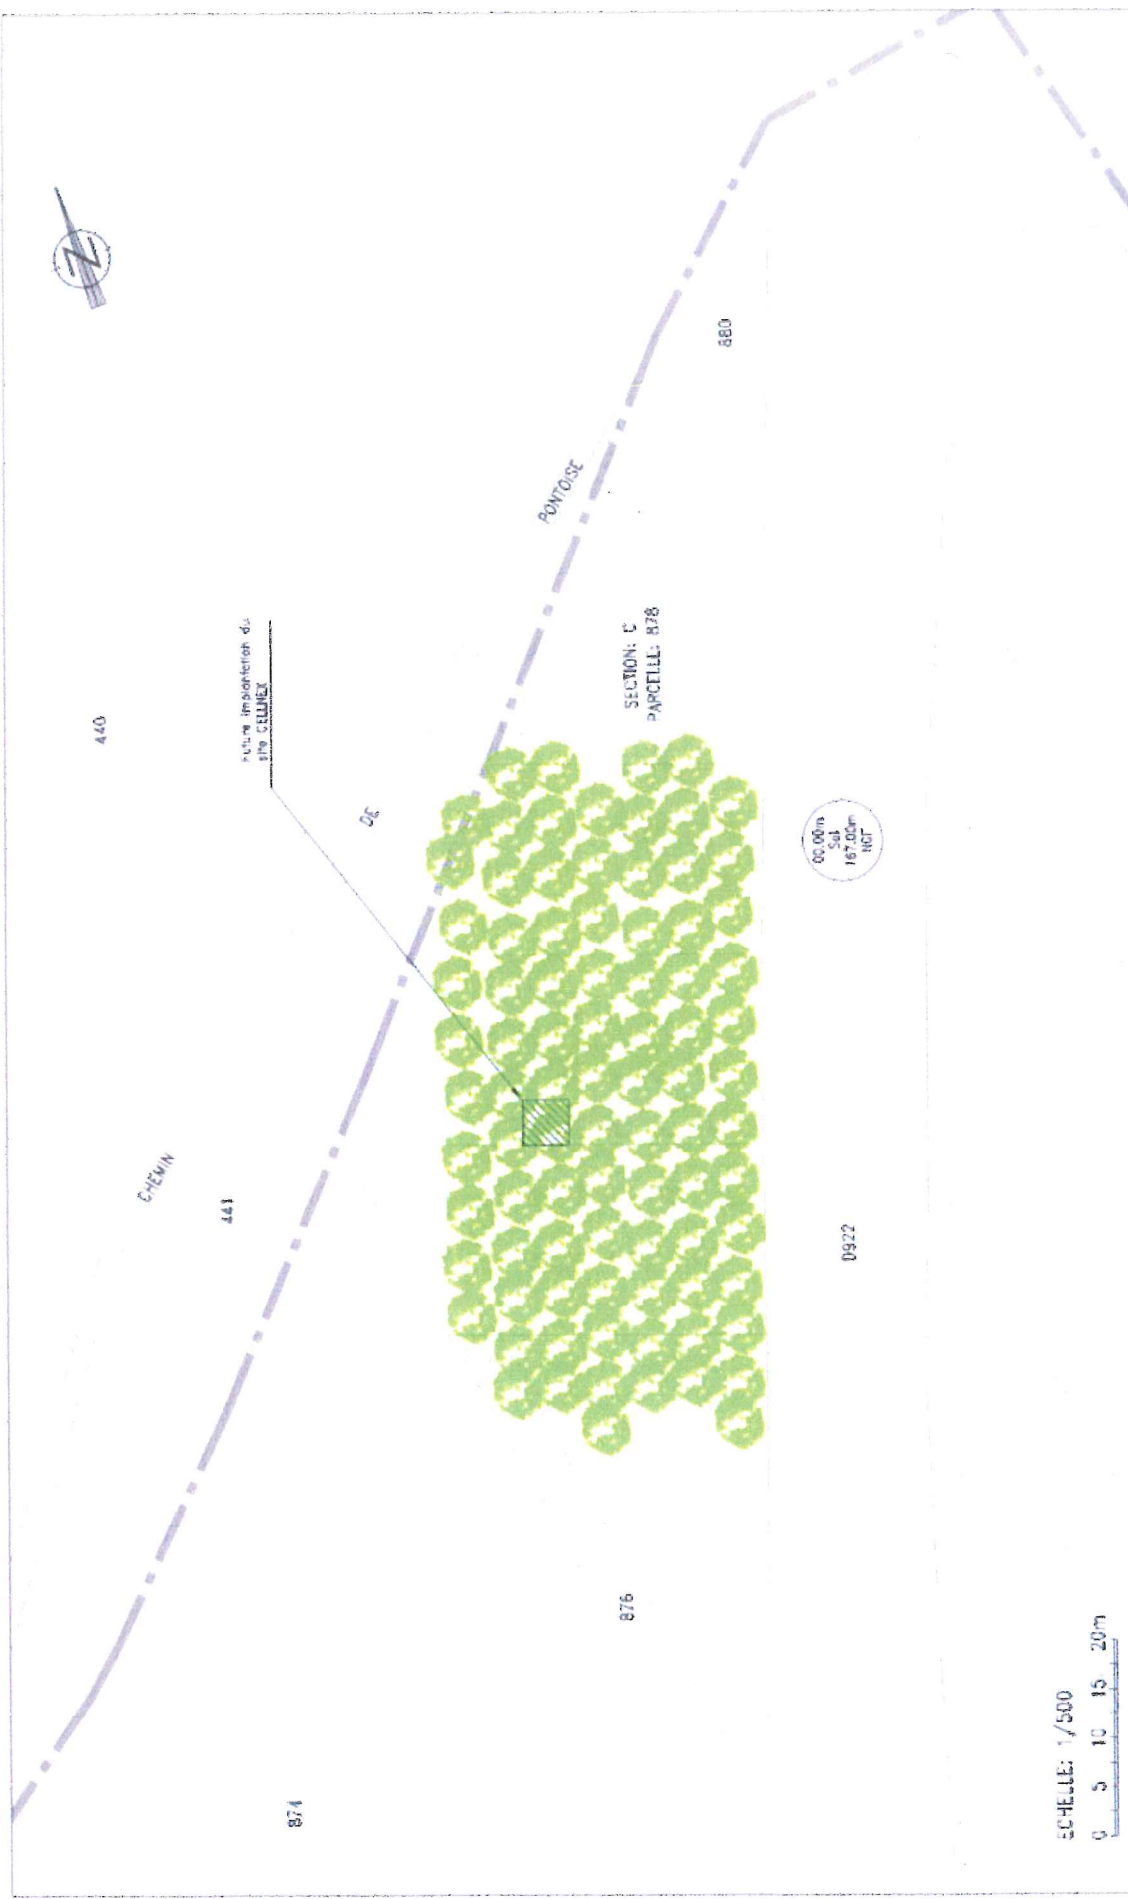 N
440
Future implantation du
site CELLNEX
CHEMIN
DE
PONTOISE
441
880
SECTION: C
PARCELLE: 878
00.00m
Sol
167.00m
NGF
D922
876
874
ECHELLE: 1/500
0 5 10 15 20m